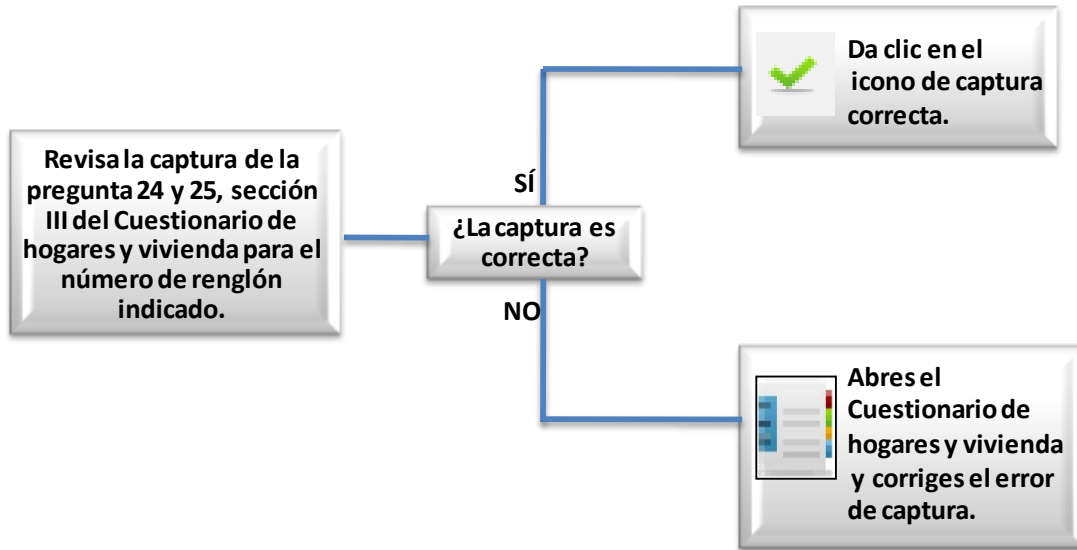 Revisa la captura de la
pregunta 24 y 25, sección
III del Cuestionario de
hogares y vivienda para el
número de renglón
indicado.
¿La captura es
correcta?
SÍ
Da clic en el
icono de captura
correcta.
NO
Abres el
Cuestionario de
hogares y vivienda
y corriges el error
de captura.